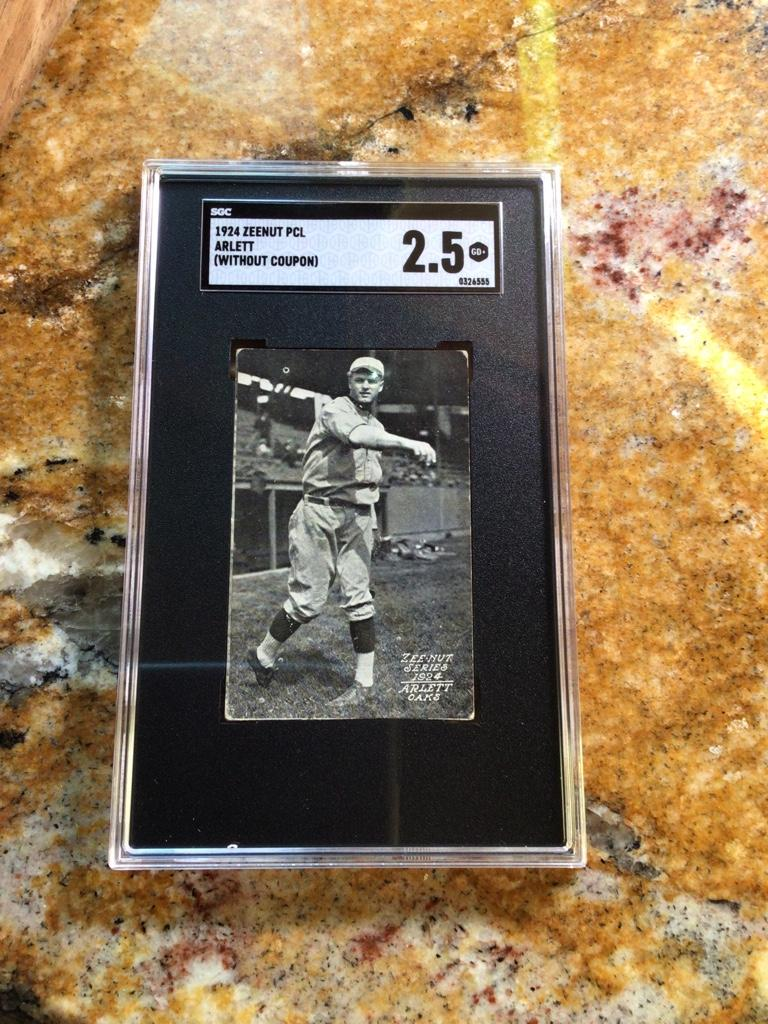 SGC
1924 ZEENUT PCL
ARLETT
(WITHOUT COUPON)
2.5
GD+
0326555
ZEE-NUT
SERIES
1924
ARLETT
OAKS